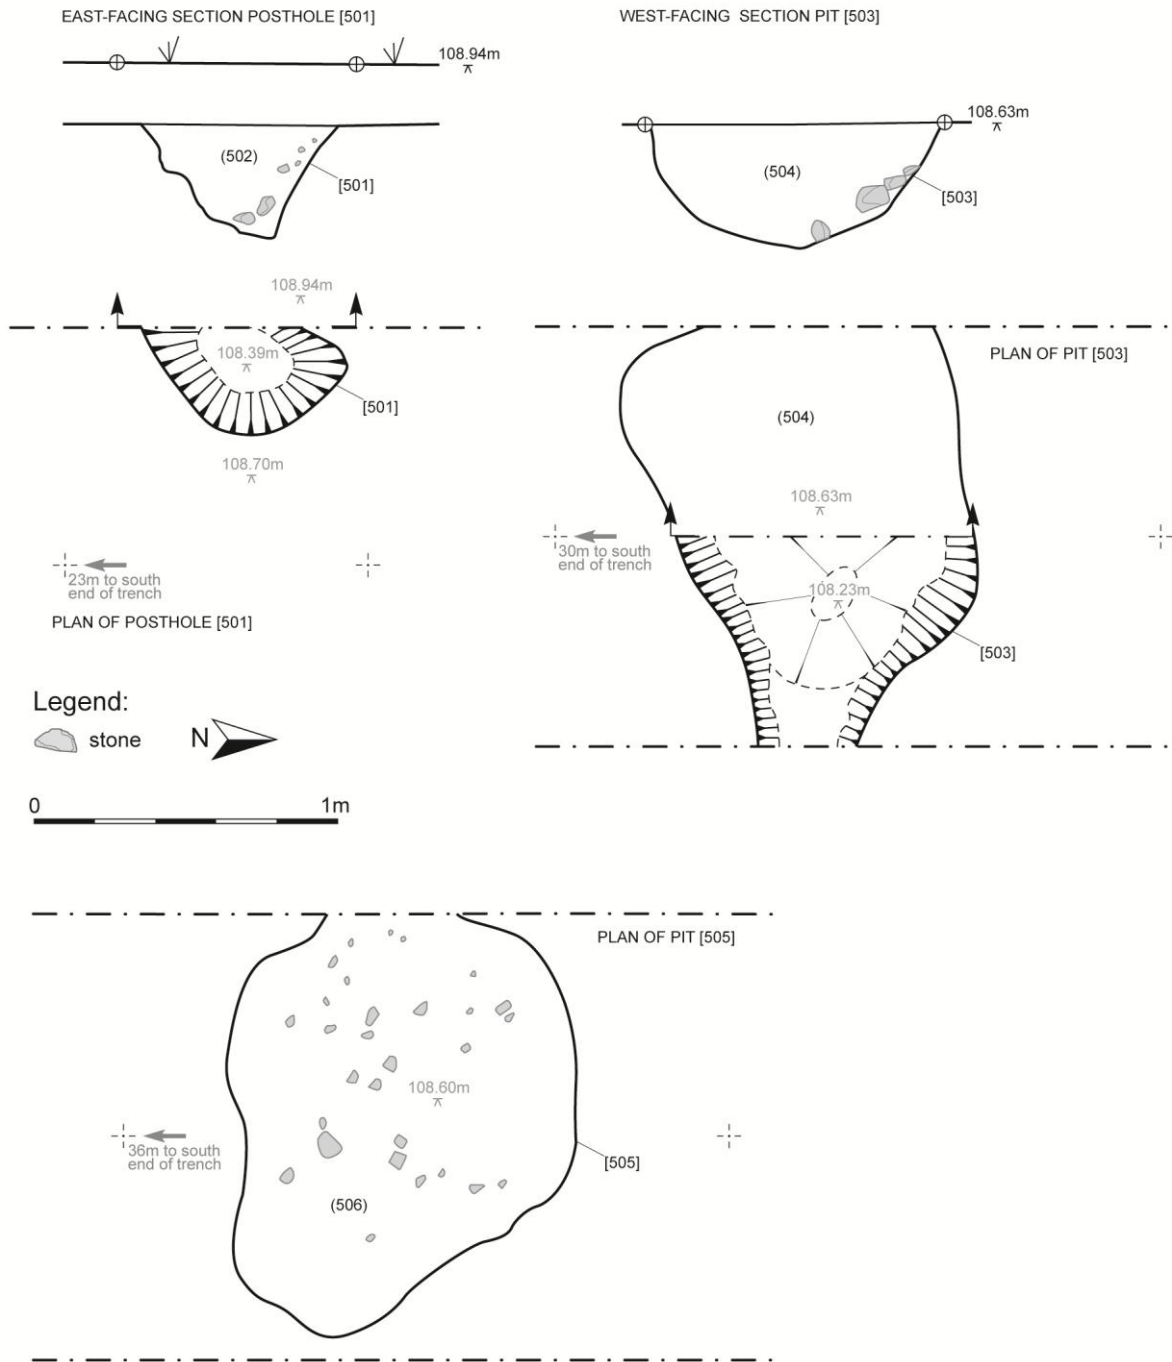 EAST-FACING SECTION POSTHOLE [501]
108.94m
(502)
[501]
WEST-FACING SECTION PIT [503]
108.63m
(504)
[503]
108.94m
108.39m
[501]
108.70m
23m to south
end of trench
PLAN OF POSTHOLE [501]
PLAN OF PIT [503]
(504)
108.63m
30m to south
end of trench
108.23m
[503]
Legend:
stone
N
0
1m
PLAN OF PIT [505]
108.60m
36m to south
end of trench
[505]
(506)